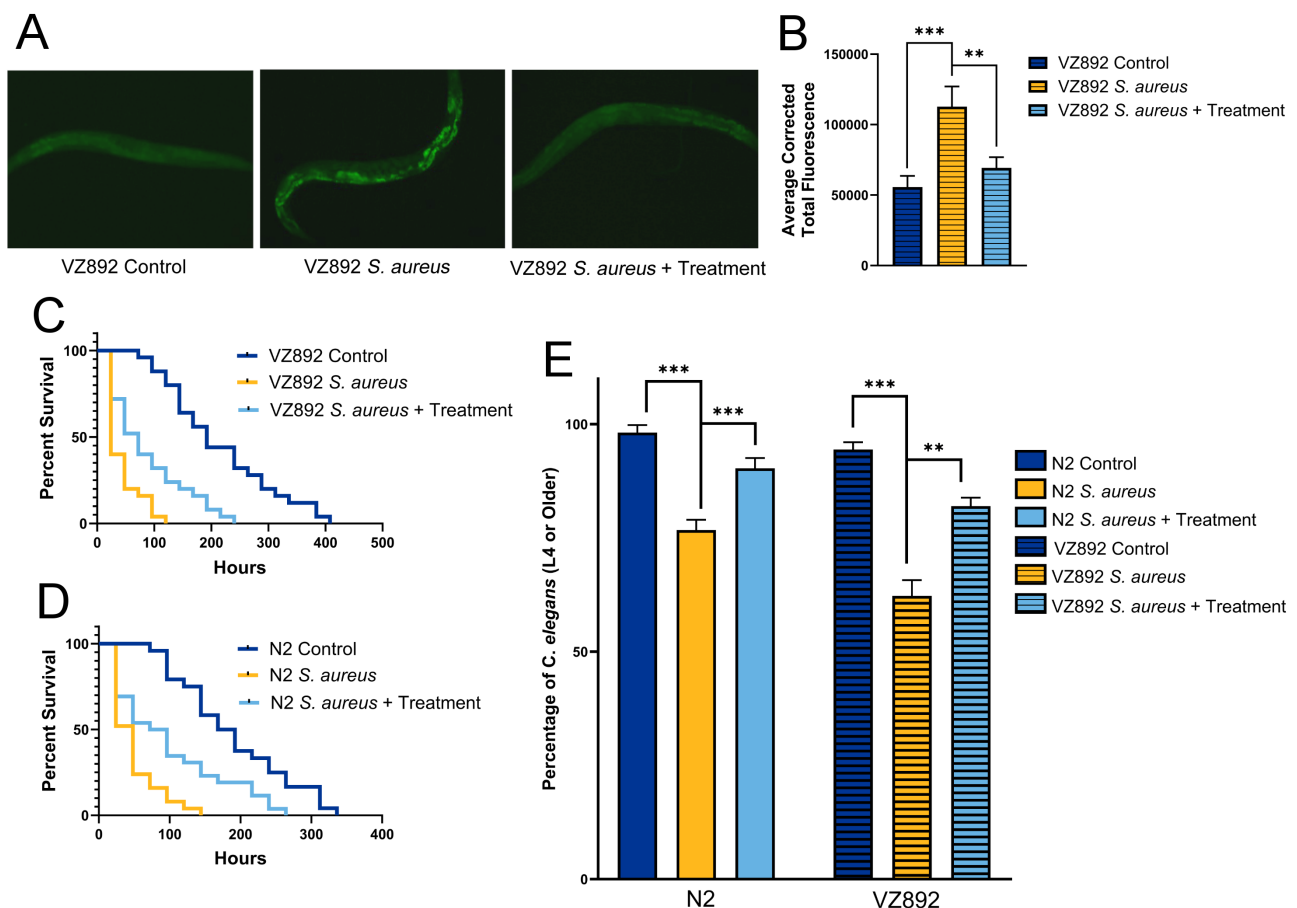 A
VZ892 Control
VZ892 S. aureus
VZ892 S. aureus + Treatment
B
***
**
150000
100000
50000
0
Average Corrected
Total Fluorescence
VZ892 Control
VZ892 S. aureus
VZ892 S. aureus + Treatment
C
100
50
0
Percent Survival
0 100 200 300 400 500
Hours
VZ892 Control
VZ892 S. aureus
VZ892 S. aureus + Treatment
D
100
50
0
Percent Survival
0 100 200 300 400
Hours
N2 Control
N2 S. aureus
N2 S. aureus + Treatment
E
***
***
***
**
100
50
0
Percentage of C. elegans (L4 or Older)
N2
VZ892
N2 Control
N2 S. aureus
N2 S. aureus + Treatment
VZ892 Control
VZ892 S. aureus
VZ892 S. aureus + Treatment